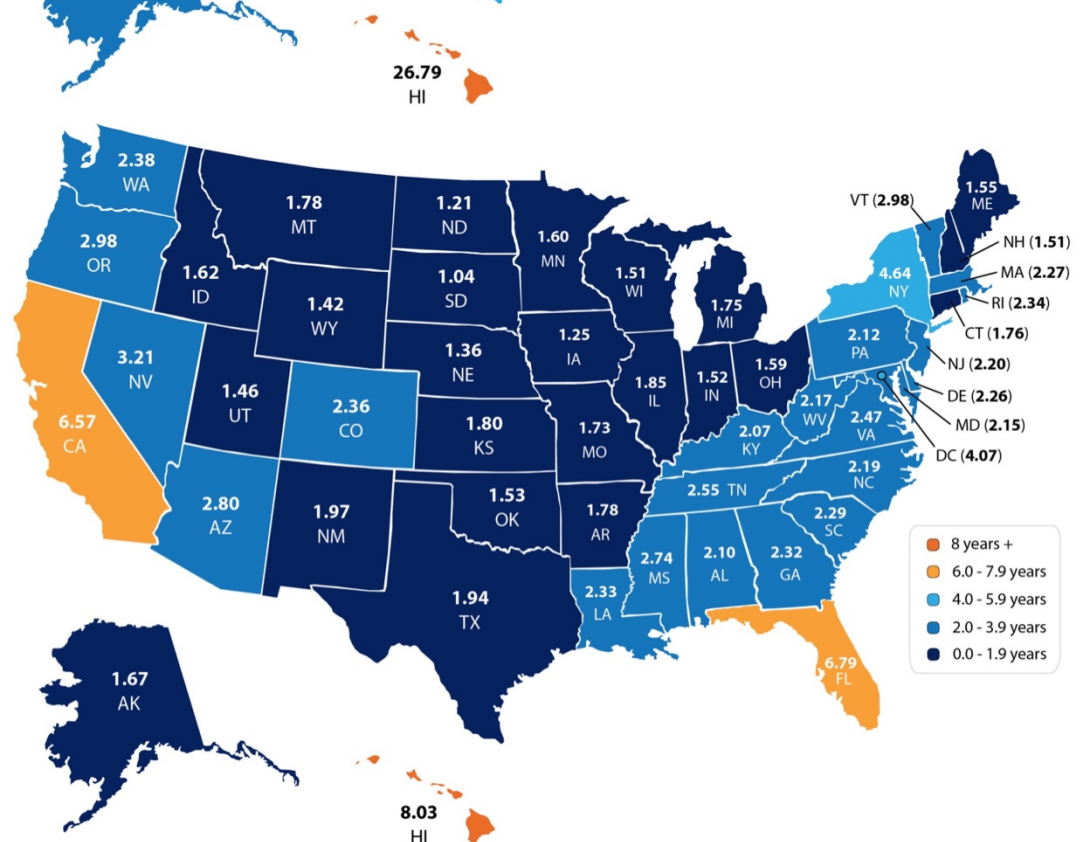 26.79
HI
2.38
WA
2.98
OR
1.62
ID
1.78
MT
1.21
ND
1.60
MN
1.04
SD
1.42
WY
1.36
NE
1.25
IA
1.51
WI
1.75
MI
VT (2.98)
1.55
ME
NH (1.51)
MA (2.27)
RI (2.34)
CT (1.76)
4.64
NY
2.12
PA
NJ (2.20)
DE (2.26)
MD (2.15)
DC (4.07)
6.57
CA
3.21
NV
1.46
UT
2.36
CO
1.80
KS
1.73
MO
1.85
IL
1.52
IN
1.59
OH
2.17
WV
2.47
VA
2.07
KY
2.19
NC
2.55 TN
2.29
SC
2.80
AZ
1.97
NM
1.53
OK
1.78
AR
2.74
MS
2.10
AL
2.32
GA
2.33
LA
1.94
TX
6.79
FL
8 years +
6.0 - 7.9 years
4.0 - 5.9 years
2.0 - 3.9 years
0.0 - 1.9 years
1.67
AK
8.03
HI